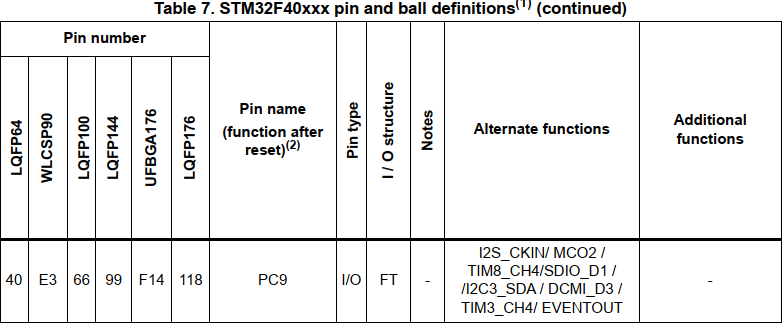 Table 7. STM32F40xxx pin and ball definitions(1) (continued)
Pin number
LQFP64
WLCSP90
LQFP100
LQFP144
UFBGA176
LQFP176
Pin name
(function after
reset)(2)
Pin type
I / O structure
Notes
Alternate functions
Additional
functions
40 E3 66 99 F14 118 PC9 I/O FT -
I2S_CKIN/ MCO2 /
TIM8_CH4/SDIO_D1 /
/I2C3_SDA / DCMI_D3 /
TIM3_CH4/ EVENTOUT
-